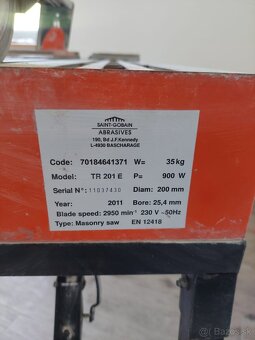 SAINT-GOBAIN
ABRASIVES
190, Bd.J.F.Kennedy
L-4930 BASCHARAGE
Code: 70184641371 W= 35kg
Model: TR 201 E P= 900 W
Serial N°: 11037430 Diam: 200 mm
Year: 2011 Bore: 25,4 mm
Blade speed: 2950 min⁻¹ 230 V ~50Hz
Type: Masonry saw EN 12418